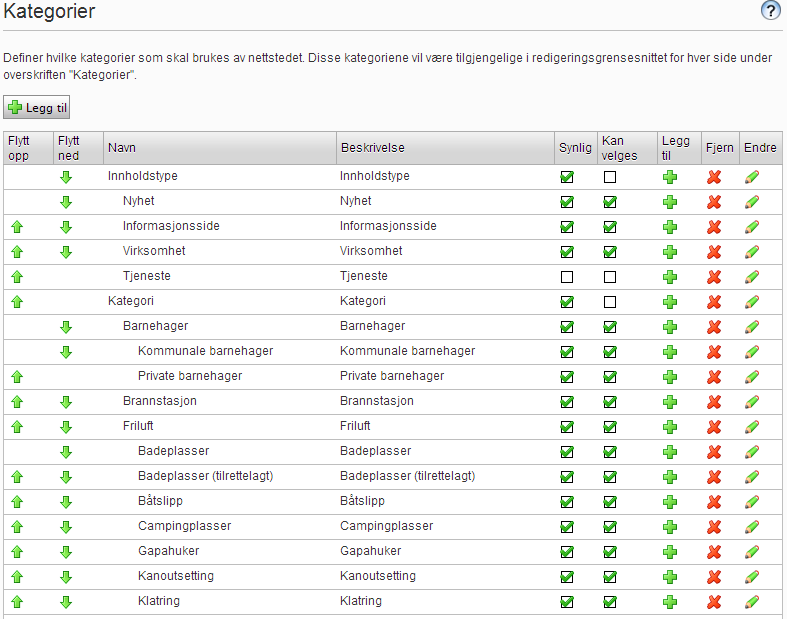 Kategorier
Definer hvilke kategorier som skal brukes av nettstedet. Disse kategoriene vil være tilgjengelige i redigeringsgrensesnittet for hver side under
overskriften "Kategorier".
Legg til
Flytt opp Flytt ned Navn Beskrivelse Synlig Kan velges Legg til Fjern Endre
Innholdstype Innholdstype
Nyhet Nyhet
Informasjonsside Informasjonsside
Virksomhet Virksomhet
Tjeneste Tjeneste
Kategori Kategori
Barnehager Barnehager
Kommunale barnehager Kommunale barnehager
Private barnehager Private barnehager
Brannstasjon Brannstasjon
Friluft Friluft
Badeplasser Badeplasser
Badeplasser (tilrettelagt) Badeplasser (tilrettelagt)
Båtslipp Båtslipp
Campingplasser Campingplasser
Gapahuker Gapahuker
Kanoutsetting Kanoutsetting
Klatring Klatring